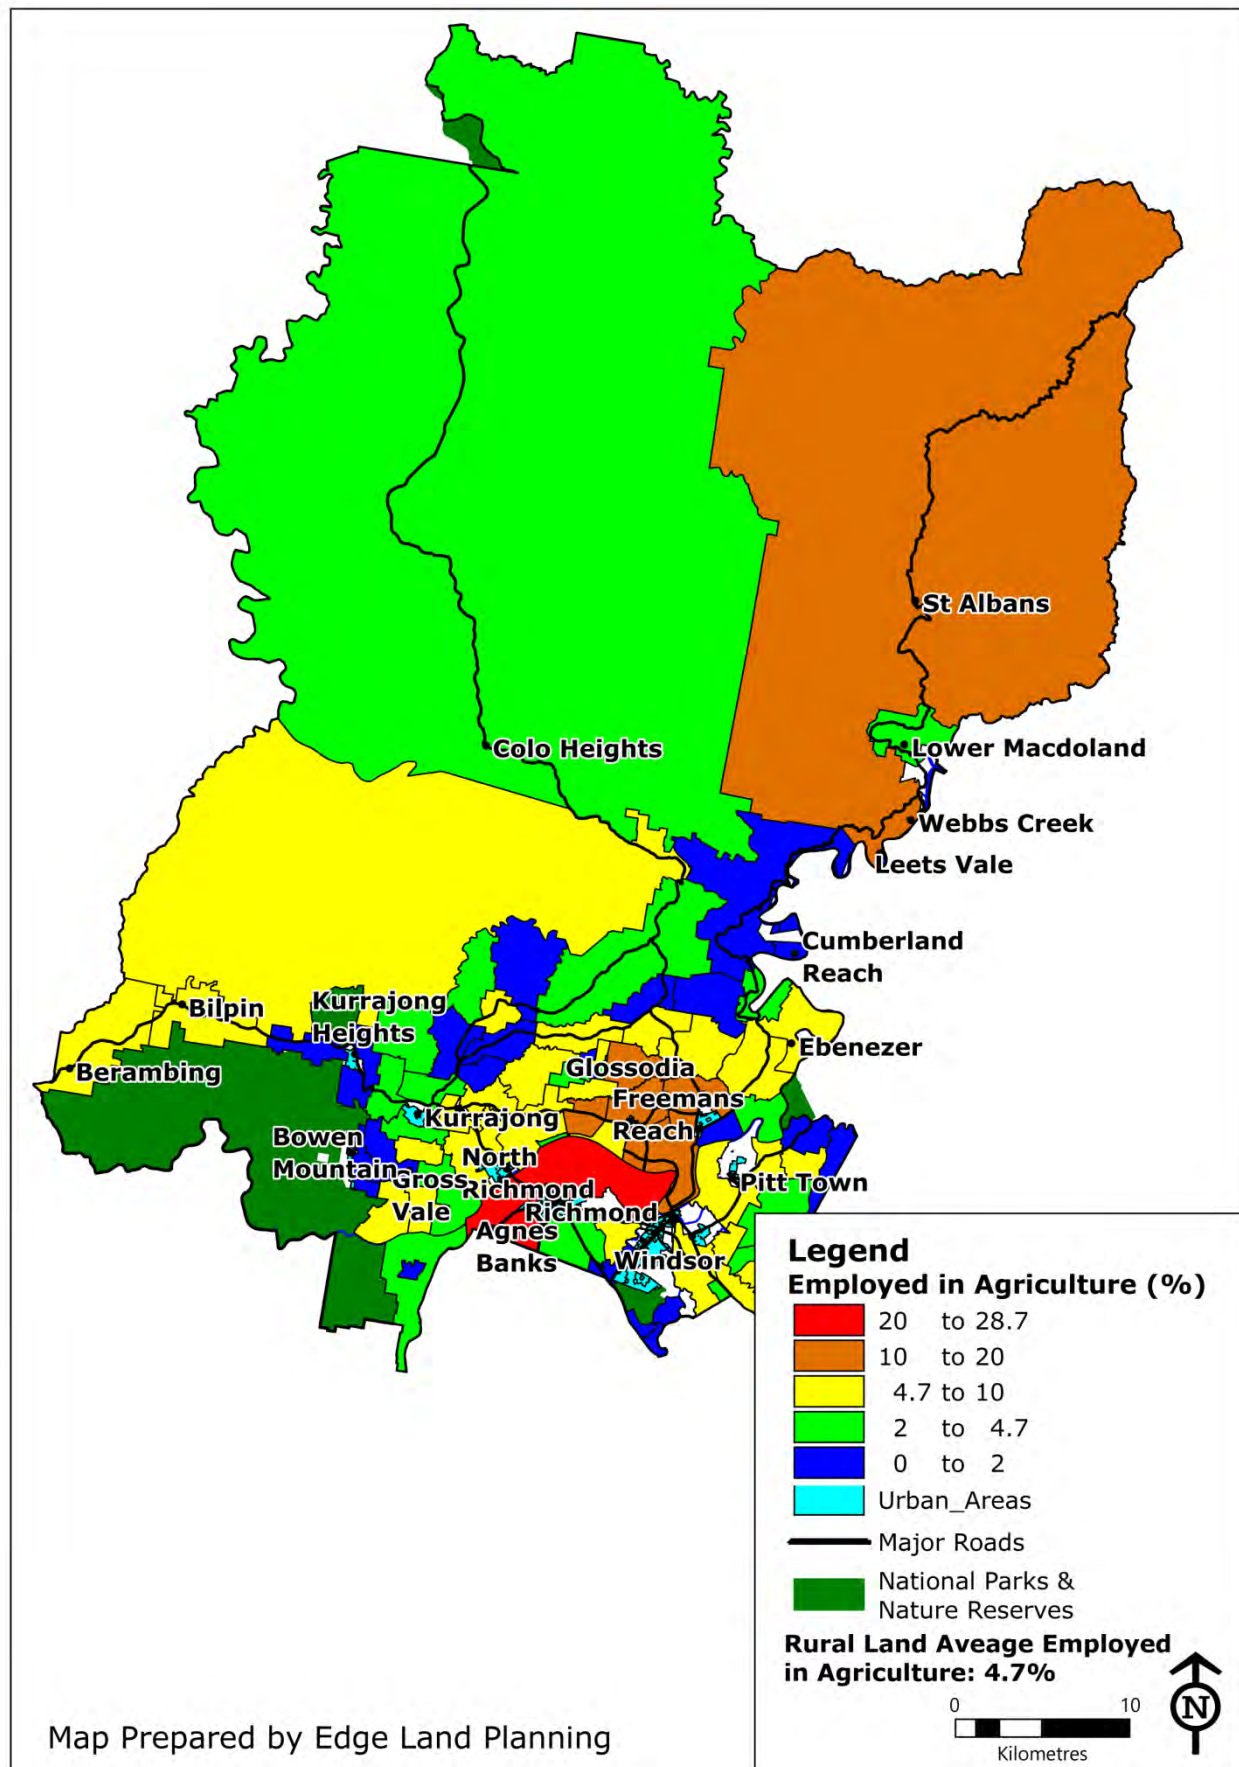 St Albans
Colo Heights
Lower Macdoland
Webbs Creek
Leets Vale
Cumberland
Reach
Bilpin
Kurrajong
Heights
Ebenezer
Berambing
Glossodia
Freemans
Reach
Kurrajong
Bowen
Mountain
North
Richmond
Gross
Vale
Pitt Town
Richmond
Agnes
Banks
Windsor
Legend
Employed in Agriculture (%)
20 to 28.7
10 to 20
4.7 to 10
2 to 4.7
0 to 2
Urban_Areas
Major Roads
National Parks &
Nature Reserves
Rural Land Aveage Employed
in Agriculture: 4.7%
0 10
Kilometres
N
Map Prepared by Edge Land Planning